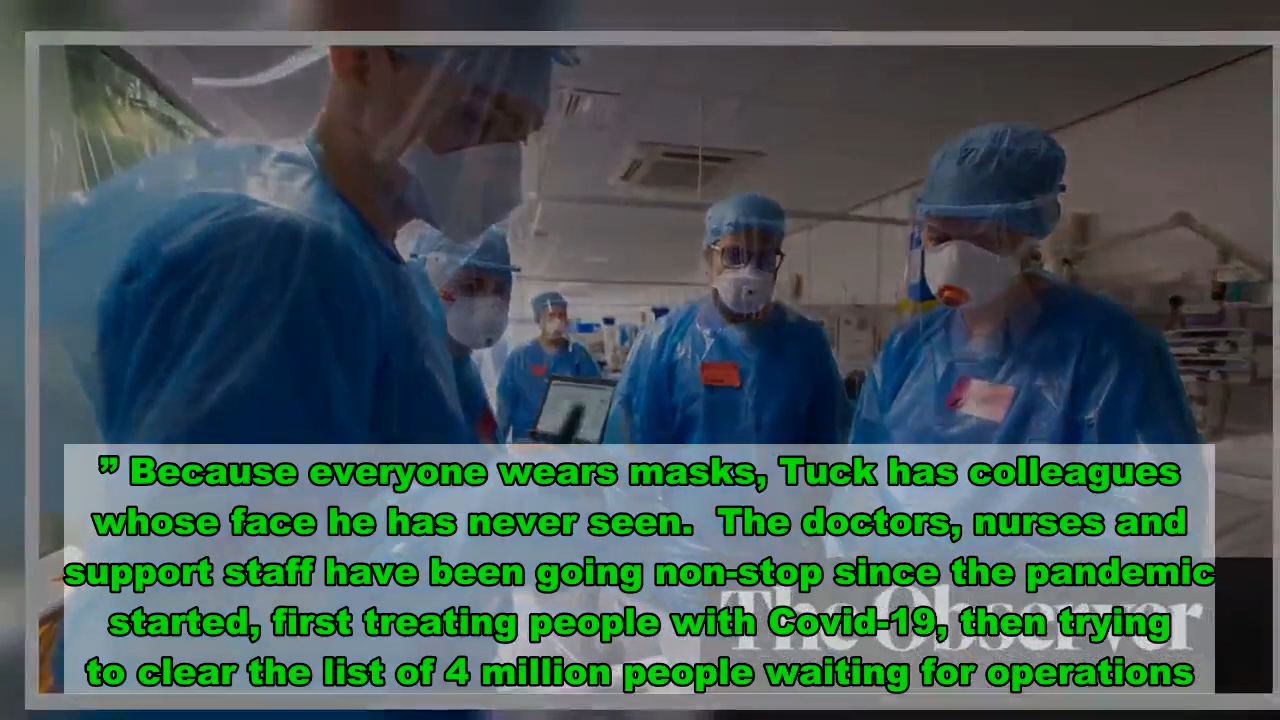 ” Because everyone wears masks, Tuck has colleagues
whose face he has never seen.  The doctors, nurses and
support staff have been going non-stop since the pandemic
started, first treating people with Covid-19, then trying
to clear the list of 4 million people waiting for operations
The Observer